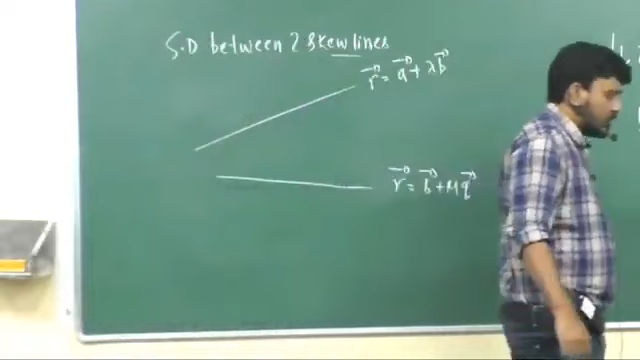 S.D between 2 skew lines
r⃗ = a⃗ + λb⃗
r⃗ = b⃗ + μq⃗